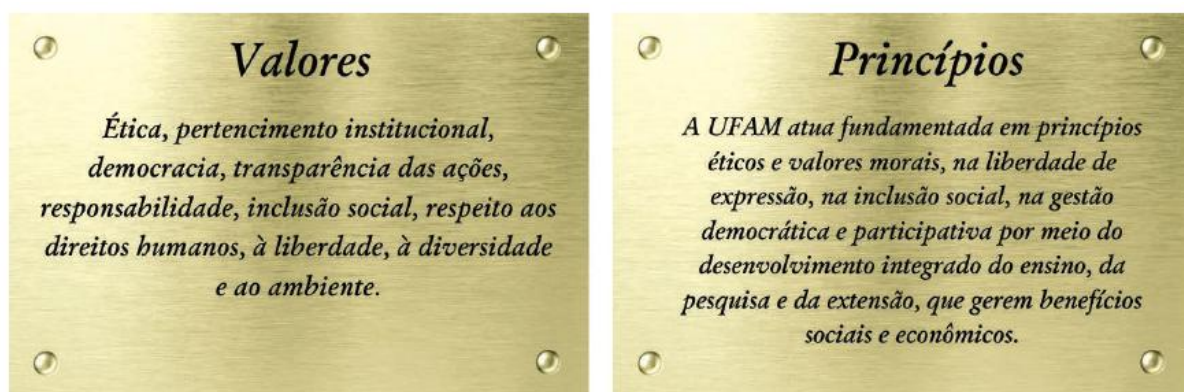 Valores
Ética, pertencimento institucional,
democracia, transparência das ações,
responsabilidade, inclusão social, respeito aos
direitos humanos, à liberdade, à diversidade
e ao ambiente.
Princípios
A UFAM atua fundamentada em princípios
éticos e valores morais, na liberdade de
expressão, na inclusão social, na gestão
democrática e participativa por meio do
desenvolvimento integrado do ensino, da
pesquisa e da extensão, que gerem benefícios
sociais e econômicos.